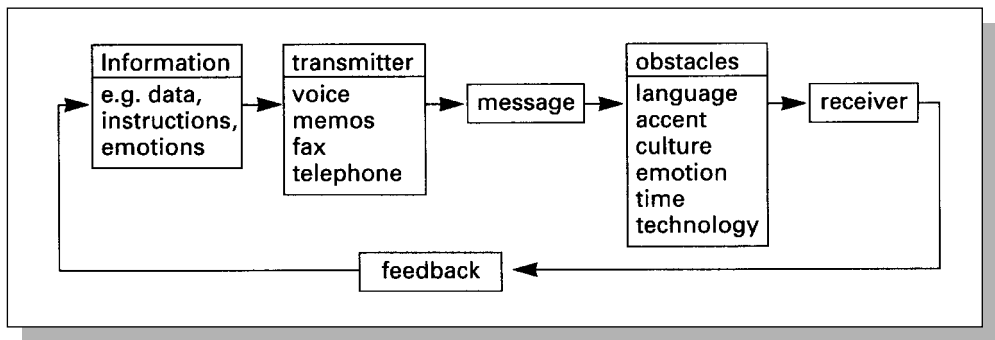 Information
e.g. data,
instructions,
emotions
transmitter
voice
memos
fax
telephone
message
obstacles
language
accent
culture
emotion
time
technology
receiver
feedback